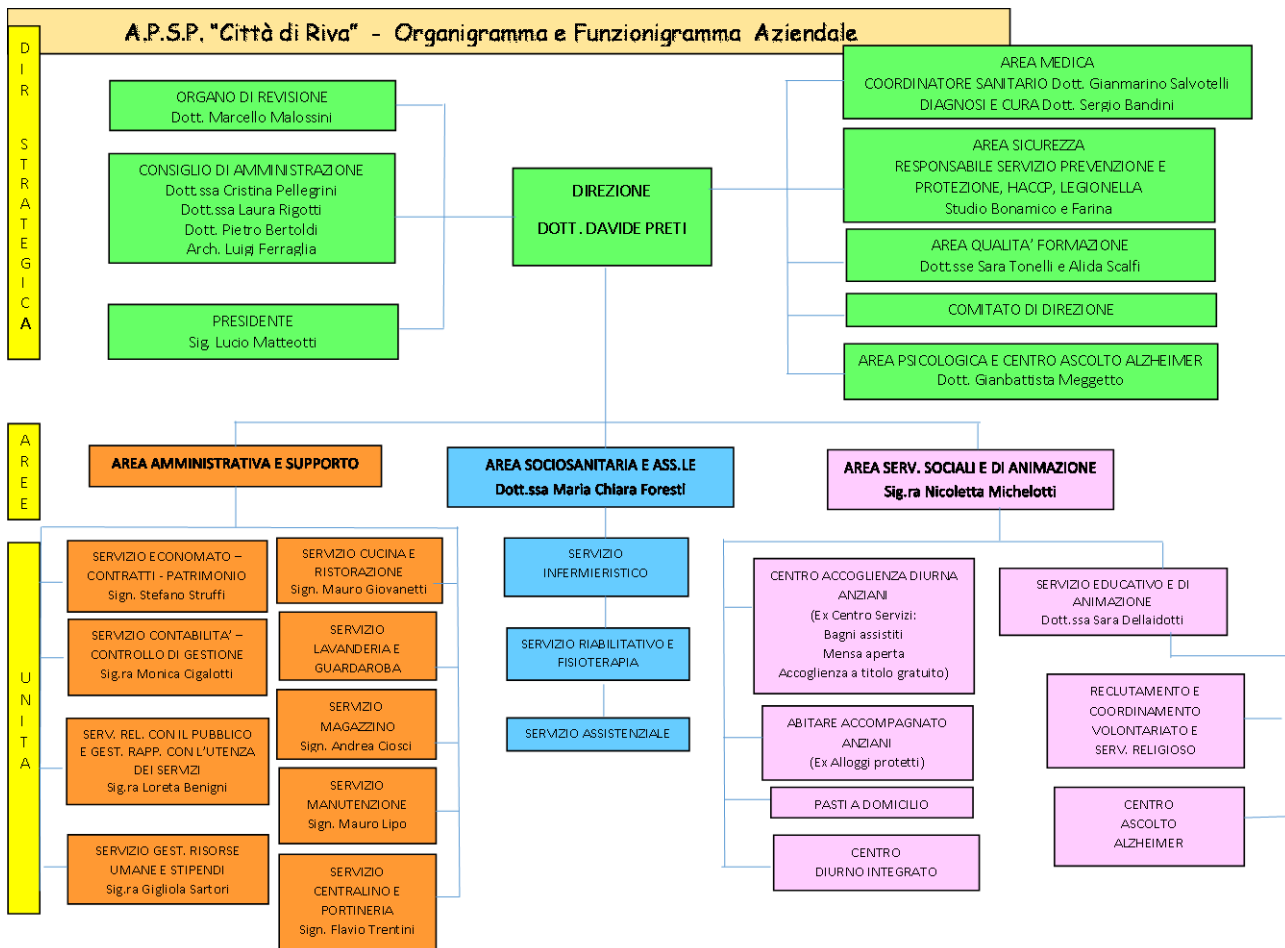 A.P.S.P. "Città di Riva" - Organigramma e Funzionigramma Aziendale
DIR STRATEGICA
ORGANO DI REVISIONE
Dott. Marcello Malossini
CONSIGLIO DI AMMINISTRAZIONE
Dott.ssa Cristina Pellegrini
Dott.ssa Laura Rigotti
Dott. Pietro Bertoldi
Arch. Luigi Ferraglia
PRESIDENTE
Sig. Lucio Matteotti
DIREZIONE
DOTT. DAVIDE PRETI
AREA MEDICA
COORDINATORE SANITARIO Dott. Gianmarino Salvotelli
DIAGNOSI E CURA Dott. Sergio Bandini
AREA SICUREZZA
RESPONSABILE SERVIZIO PREVENZIONE E
PROTEZIONE, HACCP, LEGIONELLA
Studio Bonamico e Farina
AREA QUALITA' FORMAZIONE
Dott.sse Sara Tonelli e Alida Scalfi
COMITATO DI DIREZIONE
AREA PSICOLOGICA E CENTRO ASCOLTO ALZHEIMER
Dott. Gianbattista Meggetto
AREE
AREA AMMINISTRATIVA E SUPPORTO
AREA SOCIOSANITARIA E ASS.LE
Dott.ssa Maria Chiara Foresti
AREA SERV. SOCIALI E DI ANIMAZIONE
Sig.ra Nicoletta Michelotti
UNITA
SERVIZIO ECONOMATO –
CONTRATTI - PATRIMONIO
Sign. Stefano Struffi
SERVIZIO CONTABILITA' –
CONTROLLO DI GESTIONE
Sig.ra Monica Cigalotti
SERV. REL. CON IL PUBBLICO
E GEST. RAPP. CON L'UTENZA
DEI SERVIZI
Sig.ra Loreta Benigni
SERVIZIO GEST. RISORSE
UMANE E STIPENDI
Sig.ra Gigliola Sartori
SERVIZIO CUCINA E
RISTORAZIONE
Sign. Mauro Giovanetti
SERVIZIO
LAVANDERIA E
GUARDAROBA
SERVIZIO
MAGAZZINO
Sign. Andrea Ciosci
SERVIZIO
MANUTENZIONE
Sign. Mauro Lipo
SERVIZIO
CENTRALINO E
PORTINERIA
Sign. Flavio Trentini
SERVIZIO
INFERMIERISTICO
SERVIZIO RIABILITATIVO E
FISIOTERAPIA
SERVIZIO ASSISTENZIALE
CENTRO ACCOGLIENZA DIURNA
ANZIANI
(Ex Centro Servizi:
Bagni assistiti
Mensa aperta
Accoglienza a titolo gratuito)
ABITARE ACCOMPAGNATO
ANZIANI
(Ex Alloggi protetti)
PASTI A DOMICILIO
CENTRO
DIURNO INTEGRATO
SERVIZIO EDUCATIVO E DI
ANIMAZIONE
Dott.ssa Sara Dellaidotti
RECLUTAMENTO E
COORDINAMENTO
VOLONTARIATO E
SERV. RELIGIOSO
CENTRO
ASCOLTO
ALZHEIMER